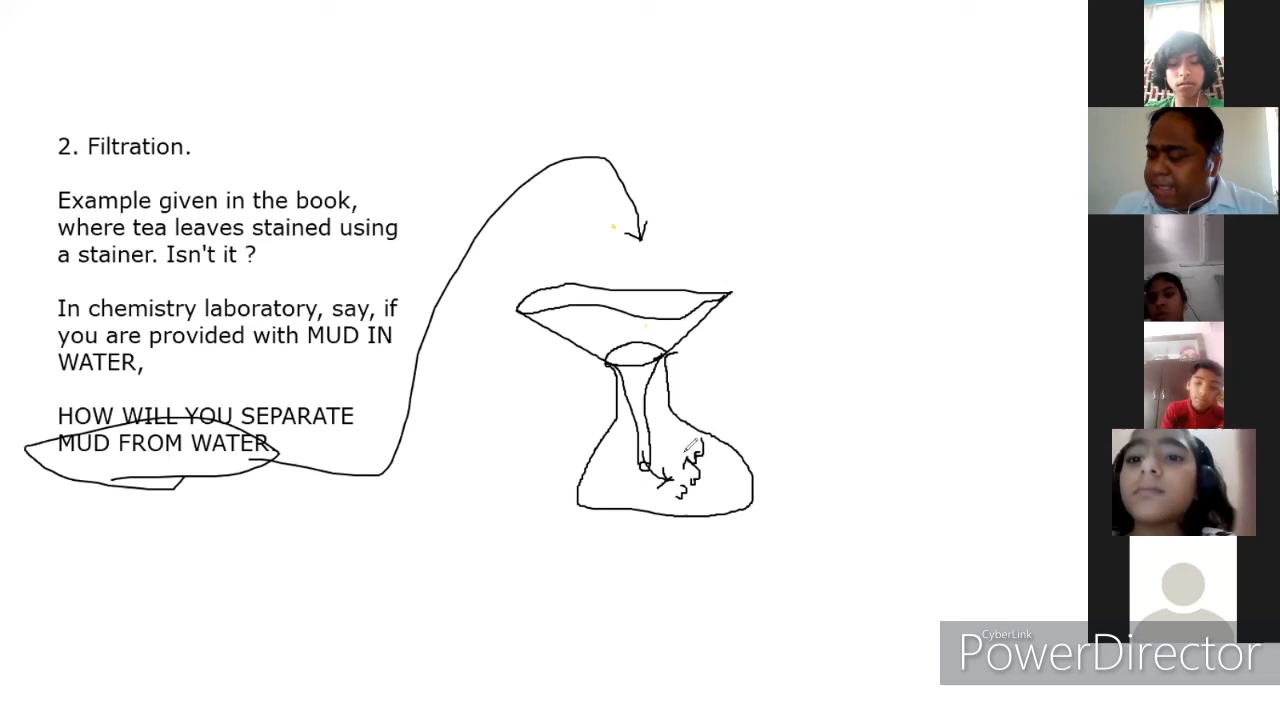 2. Filtration.
Example given in the book,
where tea leaves stained using
a stainer. Isn't it ?
In chemistry laboratory, say, if
you are provided with MUD IN
WATER,
HOW WILL YOU SEPARATE
MUD FROM WATER
CyberLink
PowerDirector